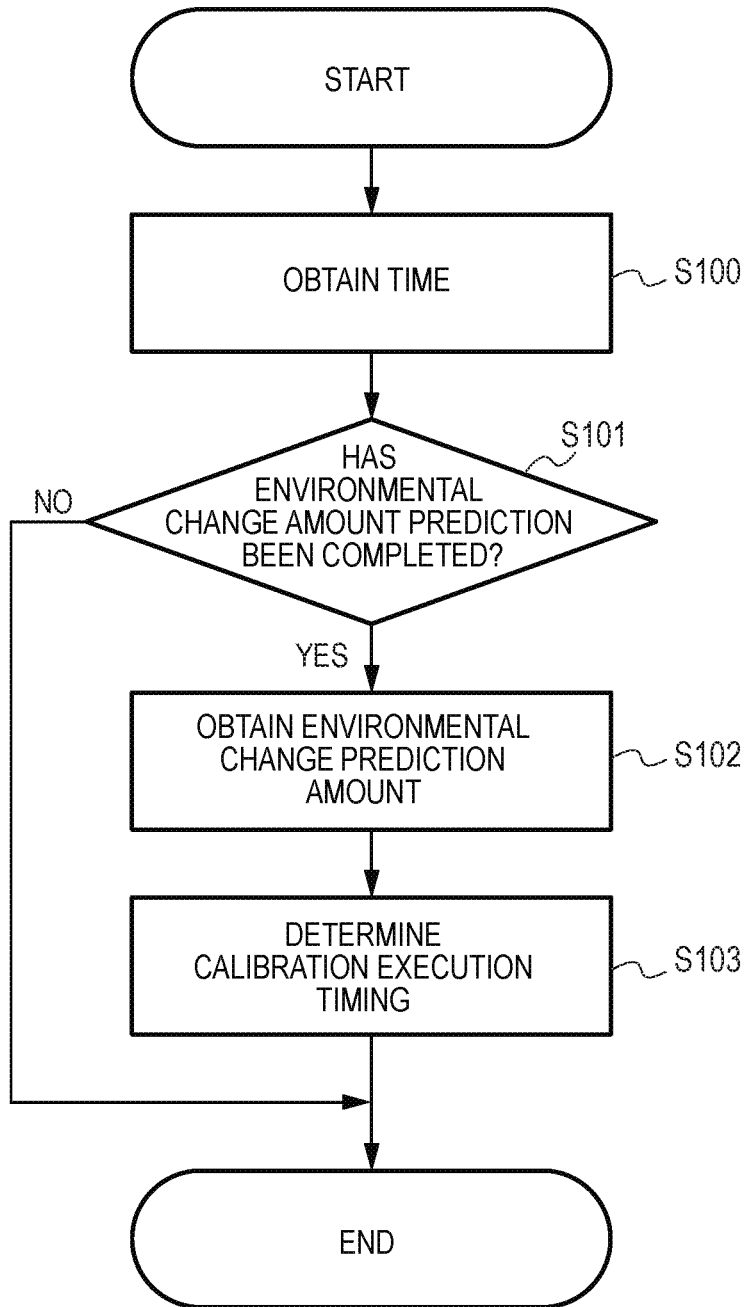 START
OBTAIN TIME
S100
S101
HAS
ENVIRONMENTAL
CHANGE AMOUNT PREDICTION
BEEN COMPLETED?
NO
YES
OBTAIN ENVIRONMENTAL
CHANGE PREDICTION
AMOUNT
S102
DETERMINE
CALIBRATION EXECUTION
TIMING
S103
END